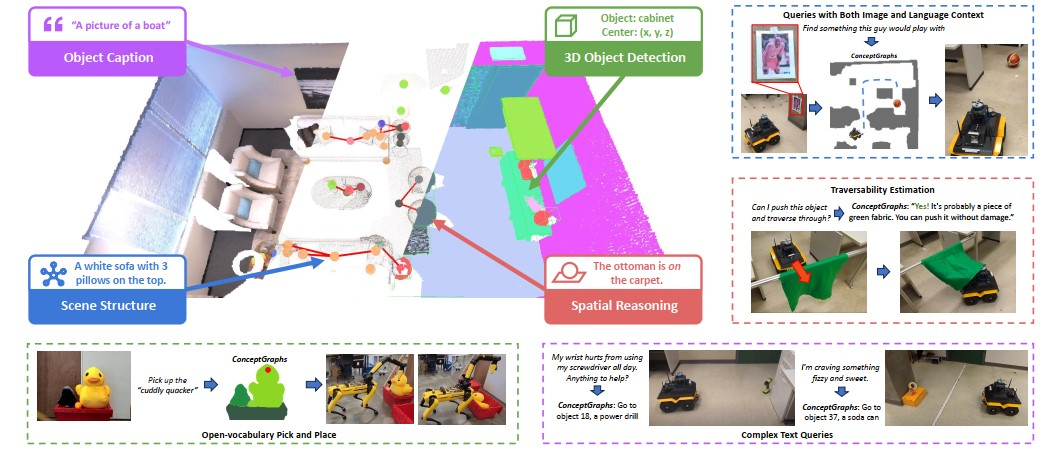 “A picture of a boat”
Object Caption
Object: cabinet
Center: (x, y, z)
3D Object Detection
A white sofa with 3
pillows on the top.
Scene Structure
The ottoman is on
the carpet.
Spatial Reasoning
Queries with Both Image and Language Context
Find something this guy would play with
ConceptGraphs
Traversability Estimation
Can I push this object
and traverse through?
ConceptGraphs: “Yes! It's probably a piece of
green fabric. You can push it without damage.”
Pick up the
“cuddly quacker”
ConceptGraphs
Open-vocabulary Pick and Place
My wrist hurts from using
my screwdriver all day.
Anything to help?
ConceptGraphs: Go to
object 18, a power drill
I'm craving something
fizzy and sweet.
ConceptGraphs: Go to
object 37, a soda can
Complex Text Queries